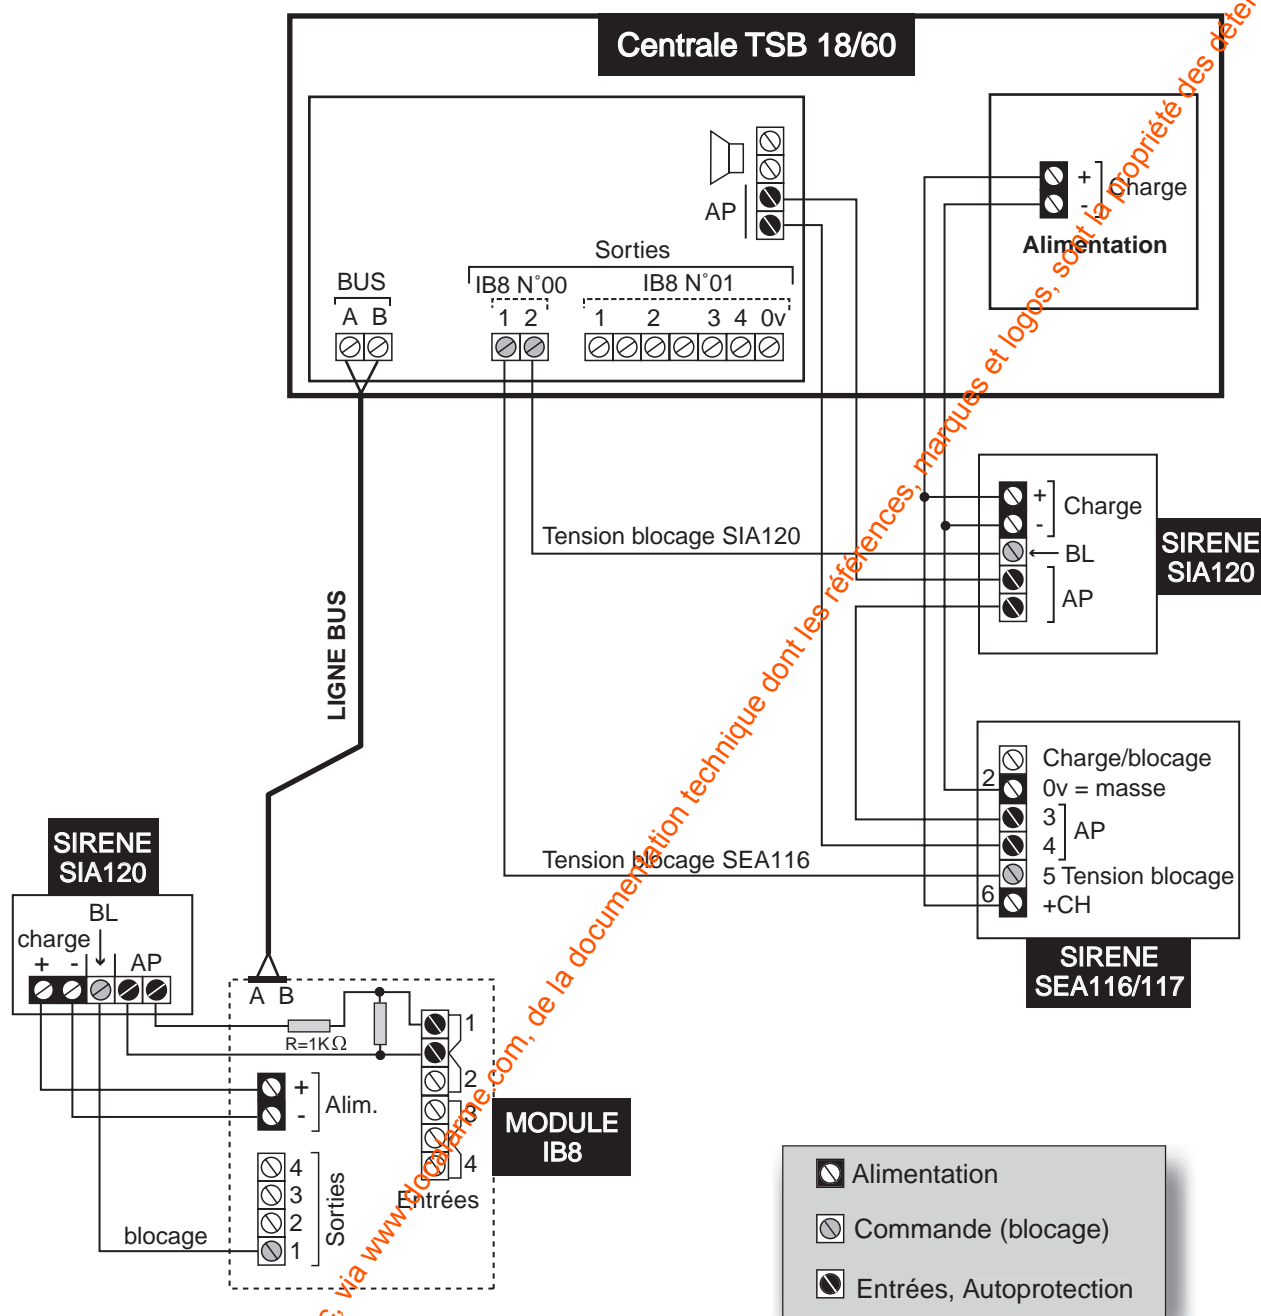 Centrale TSB 18/60
+
-
Charge
Alimentation
AP
Sorties
BUS
IB8 N°00
IB8 N°01
A B
1 2
1 2 3 4 0v
Tension blocage SIA120
+
-
Charge
BL
AP
SIRENE
SIA120
LIGNE BUS
Charge/blocage
2
0v = masse
3
4
AP
5 Tension blocage
6
+CH
SIRENE
SEA116/117
Tension blocage SEA116
SIRENE
SIA120
BL
charge
+ -
AP
A B
R=1KΩ
1
2
3
4
Entrées
+
-
Alim.
4
3
2
1
Sorties
blocage
MODULE
IB8
Alimentation
Commande (blocage)
Entrées, Autoprotection
, via www.docalarme.com, de la documentation technique dont les références, marques et logos, sont la propriété des